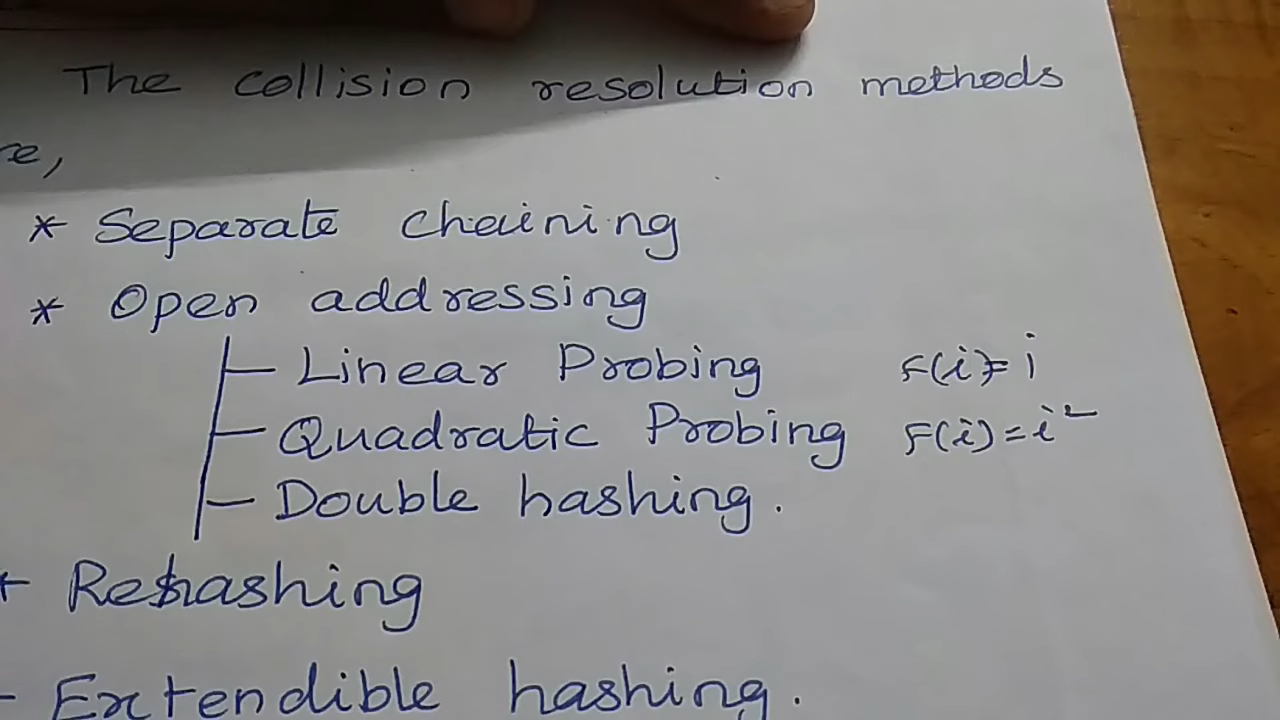 The collision resolution methods
re,
* Separate chaining
* Open addressing
Linear Probing F(i)=i
Quadratic Probing F(i)=i²
Double hashing.
Rehashing
Extendible hashing.